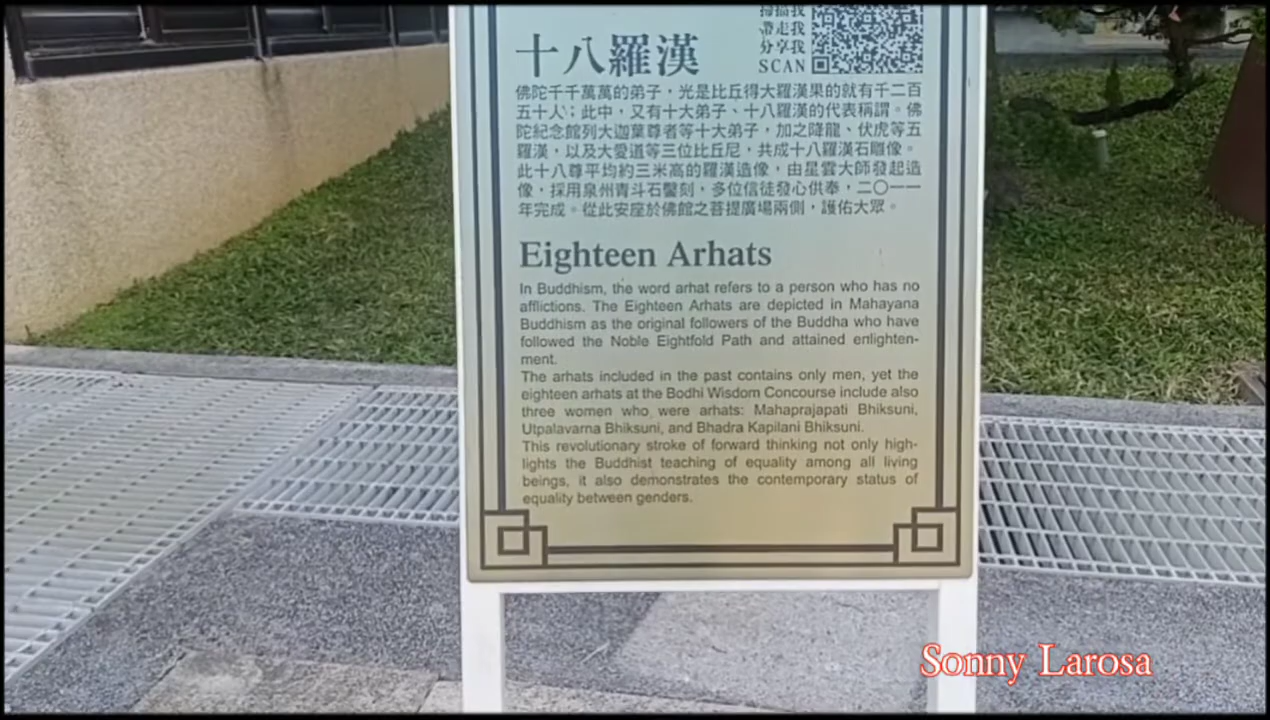 掃描我
帶走我
分享我
SCAN
十八羅漢
佛陀千千萬萬的弟子，光是比丘得大羅漢果的就有千二百
五十人；此中，又有十大弟子、十八羅漢的代表稱謂。佛
陀紀念館列大迦葉尊者等十大弟子，加之降龍、伏虎等五
羅漢，以及大愛道等三位比丘尼，共成十八羅漢石雕像。
此十八尊平均約三米高的羅漢造像，由星雲大師發起造
像，採用泉州青斗石鑿刻，多位信徒發心供奉，二〇一一
年完成。從此安座於佛館之菩提廣場兩側，護佑大眾。
Eighteen Arhats
In Buddhism, the word arhat refers to a person who has no
afflictions. The Eighteen Arhats are depicted in Mahayana
Buddhism as the original followers of the Buddha who have
followed the Noble Eightfold Path and attained enlighten-
ment.
The arhats included in the past contains only men, yet the
eighteen arhats at the Bodhi Wisdom Concourse include also
three women who were arhats: Mahaprajapati Bhiksuni,
Utpalavarna Bhiksuni, and Bhadra Kapilani Bhiksuni.
This revolutionary stroke of forward thinking not only high-
lights the Buddhist teaching of equality among all living
beings, it also demonstrates the contemporary status of
equality between genders.
Sonny Larosa